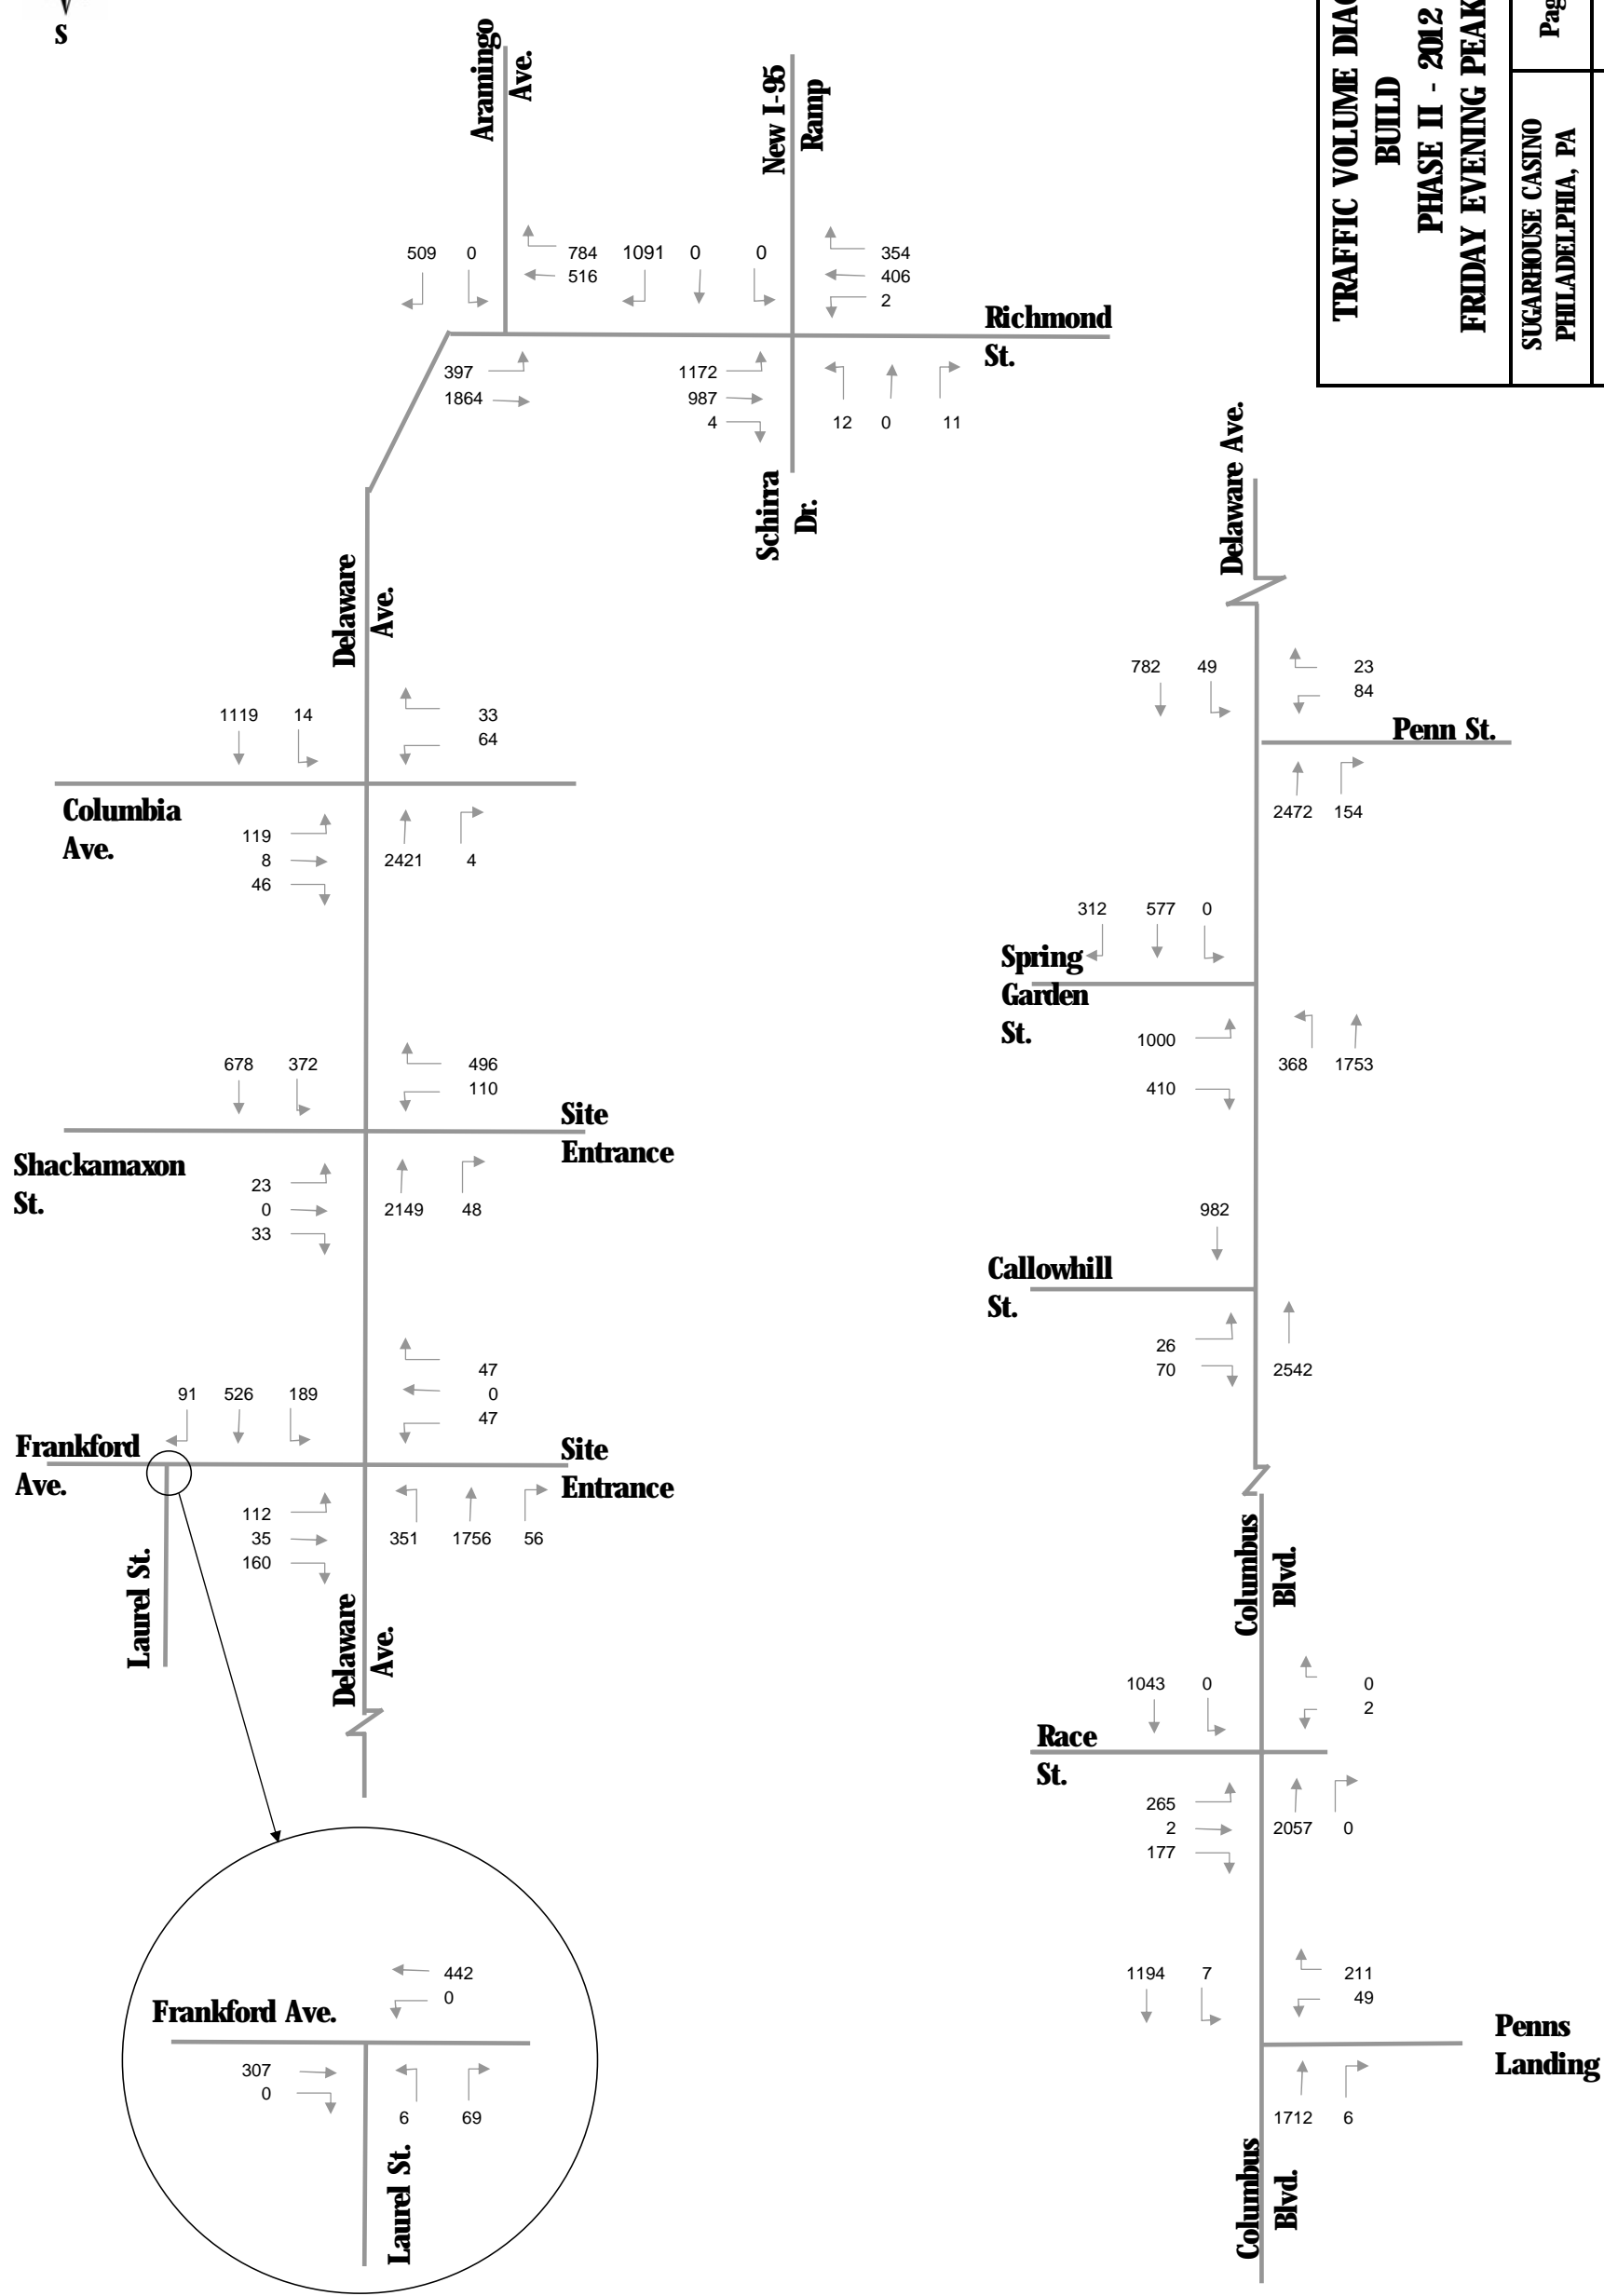 S
Aramingo
Ave.
New I-95
Ramp
509 0
784
516
1091 0 0
354
406
2
Richmond
St.
397
1864
1172
987
4
12 0 11
Schirra
Dr.
Delaware
Ave.
1119 14
33
64
Columbia
Ave.
119
8
46
2421 4
678 372
496
110
Site
Entrance
Shackamaxon
St.
23
0
33
2149 48
91 526 189
47
0
47
Frankford
Ave.
Site
Entrance
112
35
160
351 1756 56
Laurel St.
Delaware
Ave.
442
0
Frankford Ave.
307
0
6 69
Laurel St.
TRAFFIC VOLUME DIAG
BUILD
PHASE II - 2012
FRIDAY EVENING PEAK
SUGARHOUSE CASINO
PHILADELPHIA, PA
Pag
Delaware Ave.
782 49
23
84
Penn St.
2472 154
312 577 0
Spring
Garden
St.
1000
410
368 1753
982
Callowhill
St.
26
70
2542
Columbus
Blvd.
1043 0
0
2
Race
St.
265
2
177
2057 0
1194 7
211
49
Penns
Landing
1712 6
Columbus
Blvd.